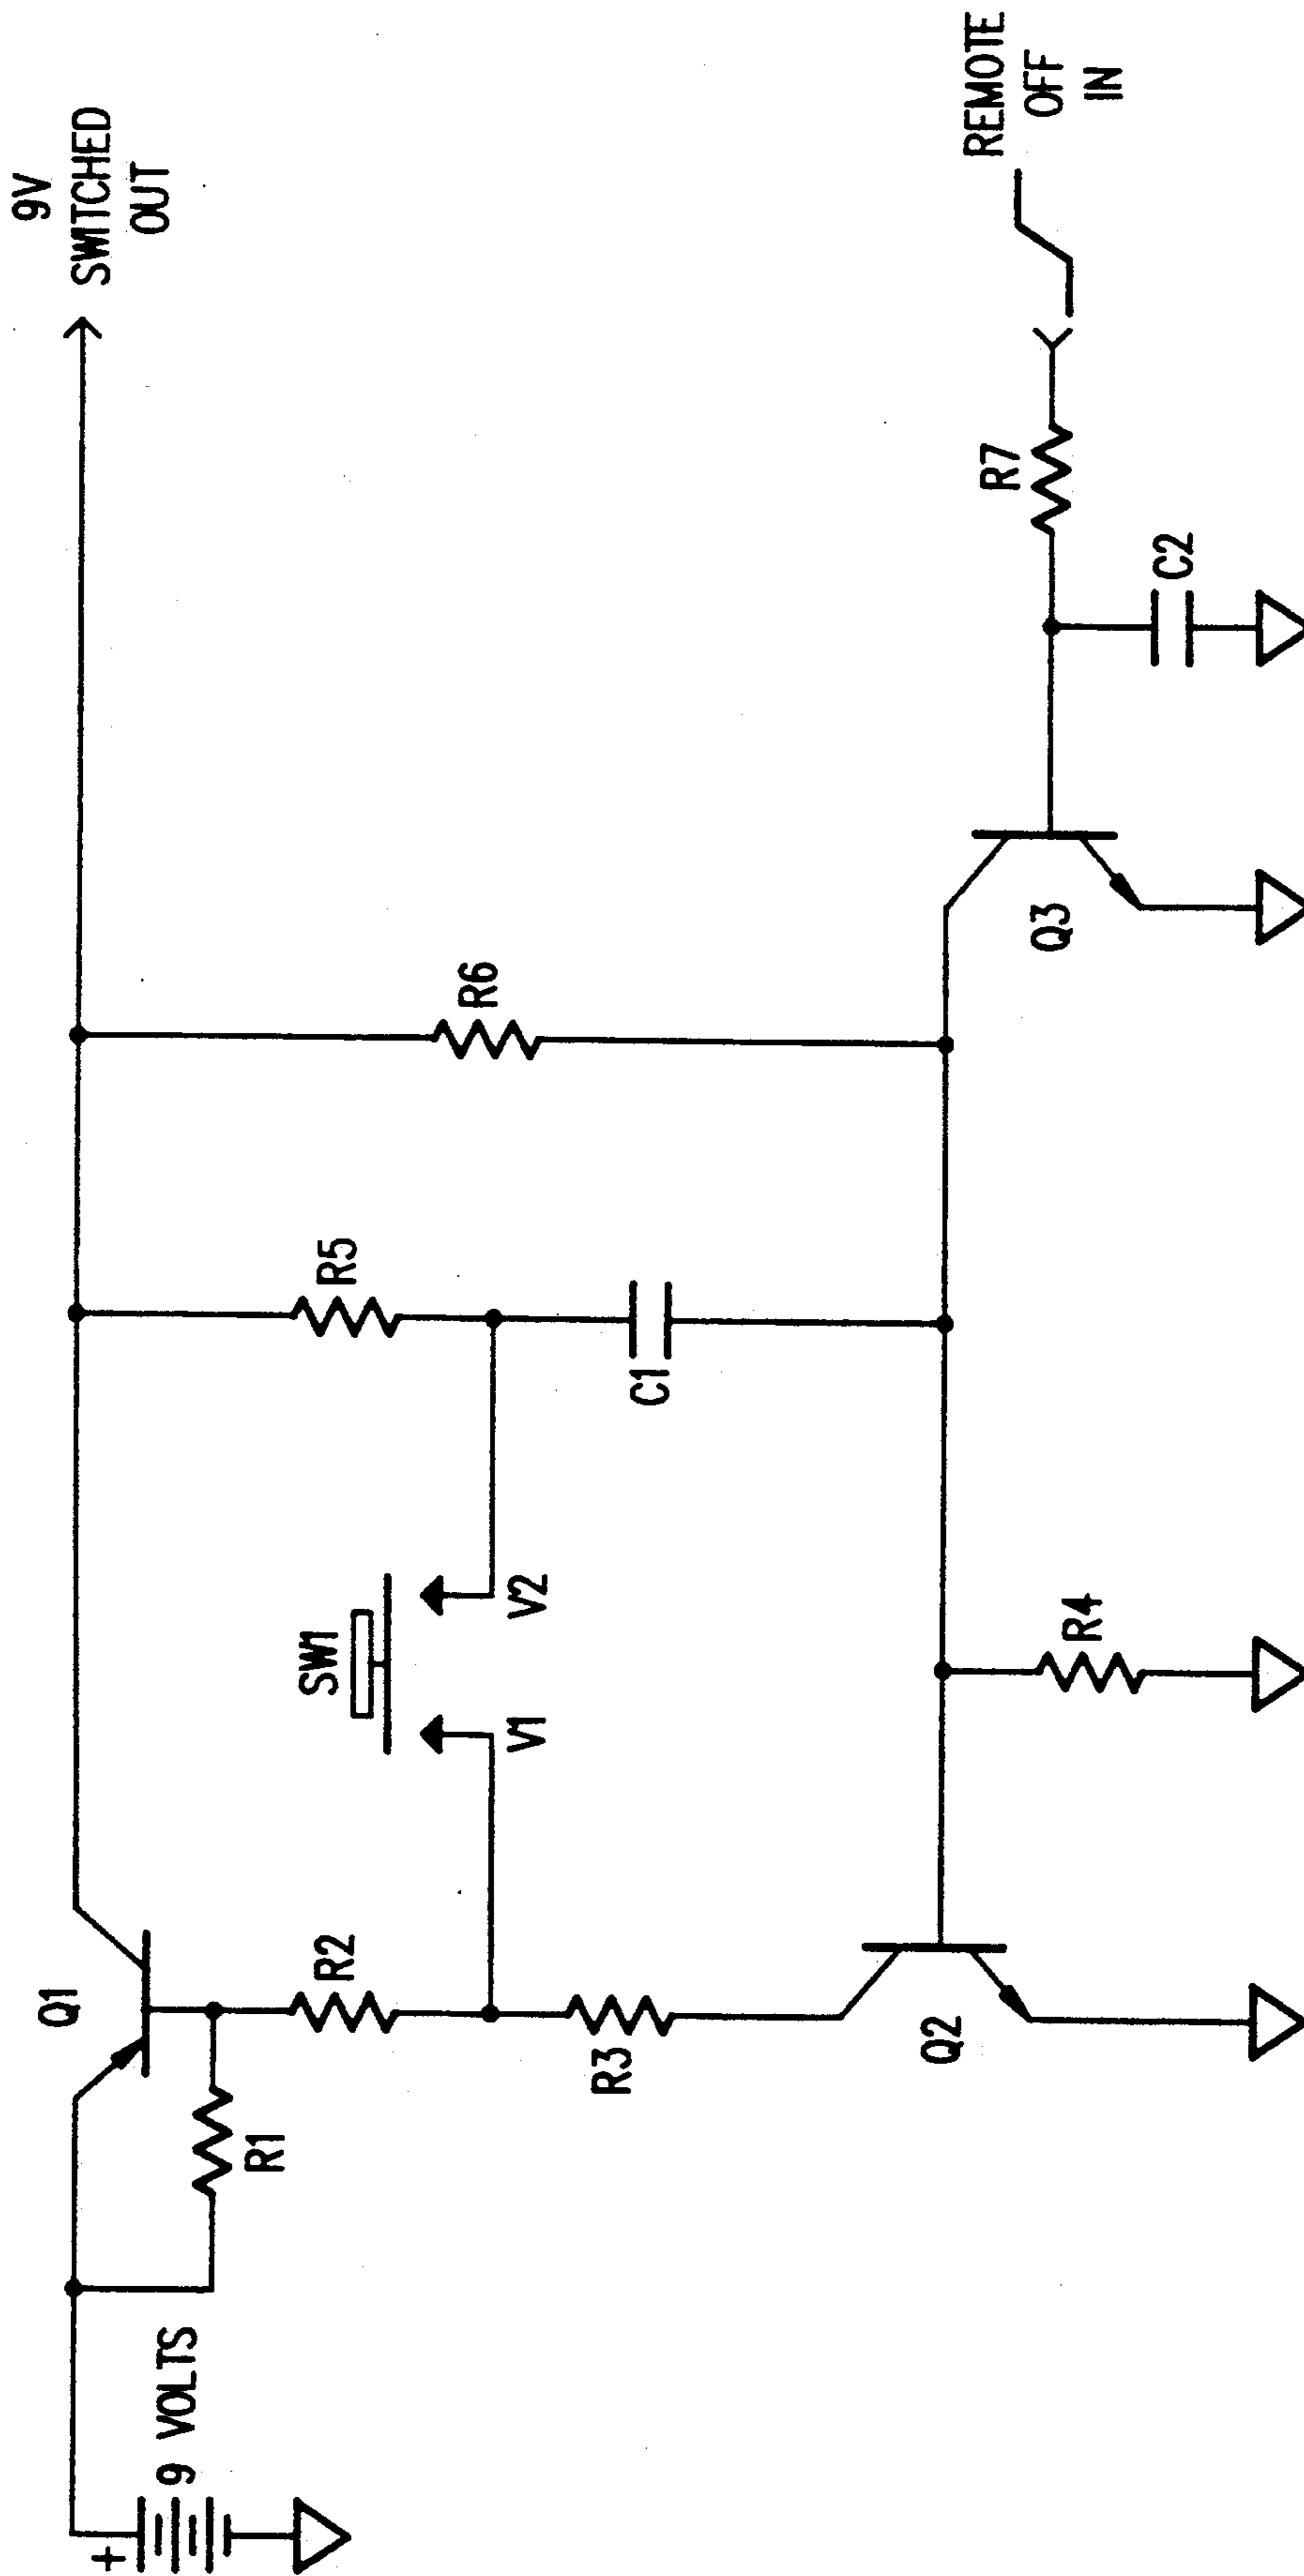 9V
SWITCHED
OUT
Q1
R1
R2
R3
+
9 VOLTS
SW1
V1
V2
R5
C1
R6
Q2
R4
Q3
R7
C2
REMOTE
OFF
IN